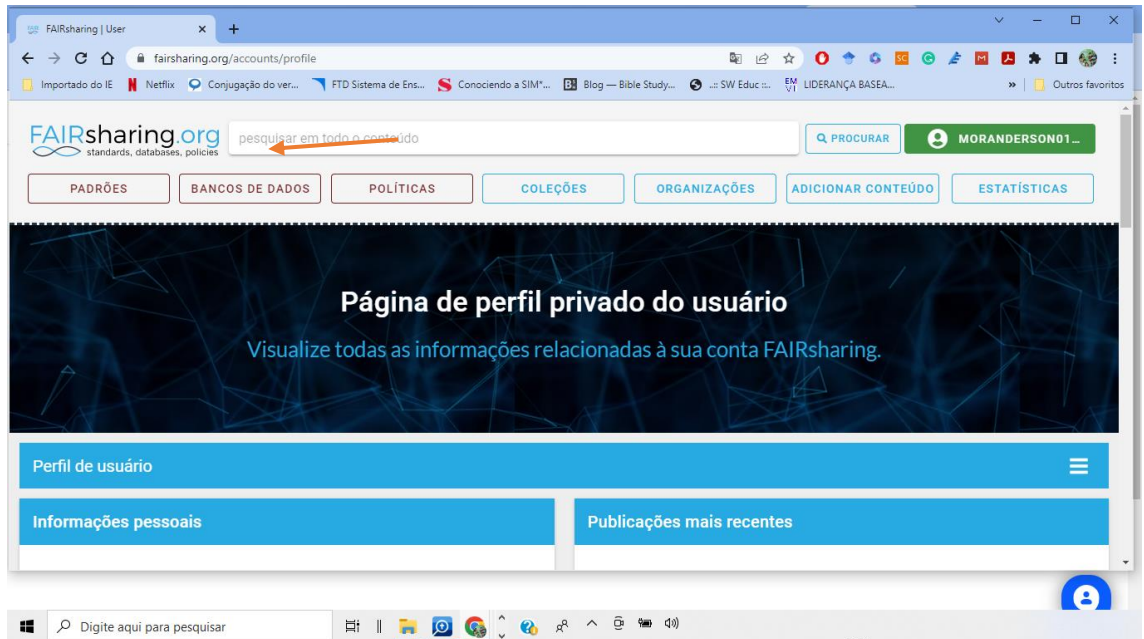 FAIRsharing | User
fairsharing.org/accounts/profile
Importado do IE Netflix Conjugação do ver... FTD Sistema de Ens... Conociendo a SIM"... Blog — Bible Study... ..:: SW Educ ::.. LIDERANÇA BASEA... » Outros favoritos
FAIRsharing.org
standards, databases, policies
pesquisar em todo o conteúdo
PROCURAR
MORANDERSON01...
PADRÕES BANCOS DE DADOS POLÍTICAS COLEÇÕES ORGANIZAÇÕES ADICIONAR CONTEÚDO ESTATÍSTICAS
Página de perfil privado do usuário
Visualize todas as informações relacionadas à sua conta FAIRsharing.
Perfil de usuário
Informações pessoais
Publicações mais recentes
Digite aqui para pesquisar